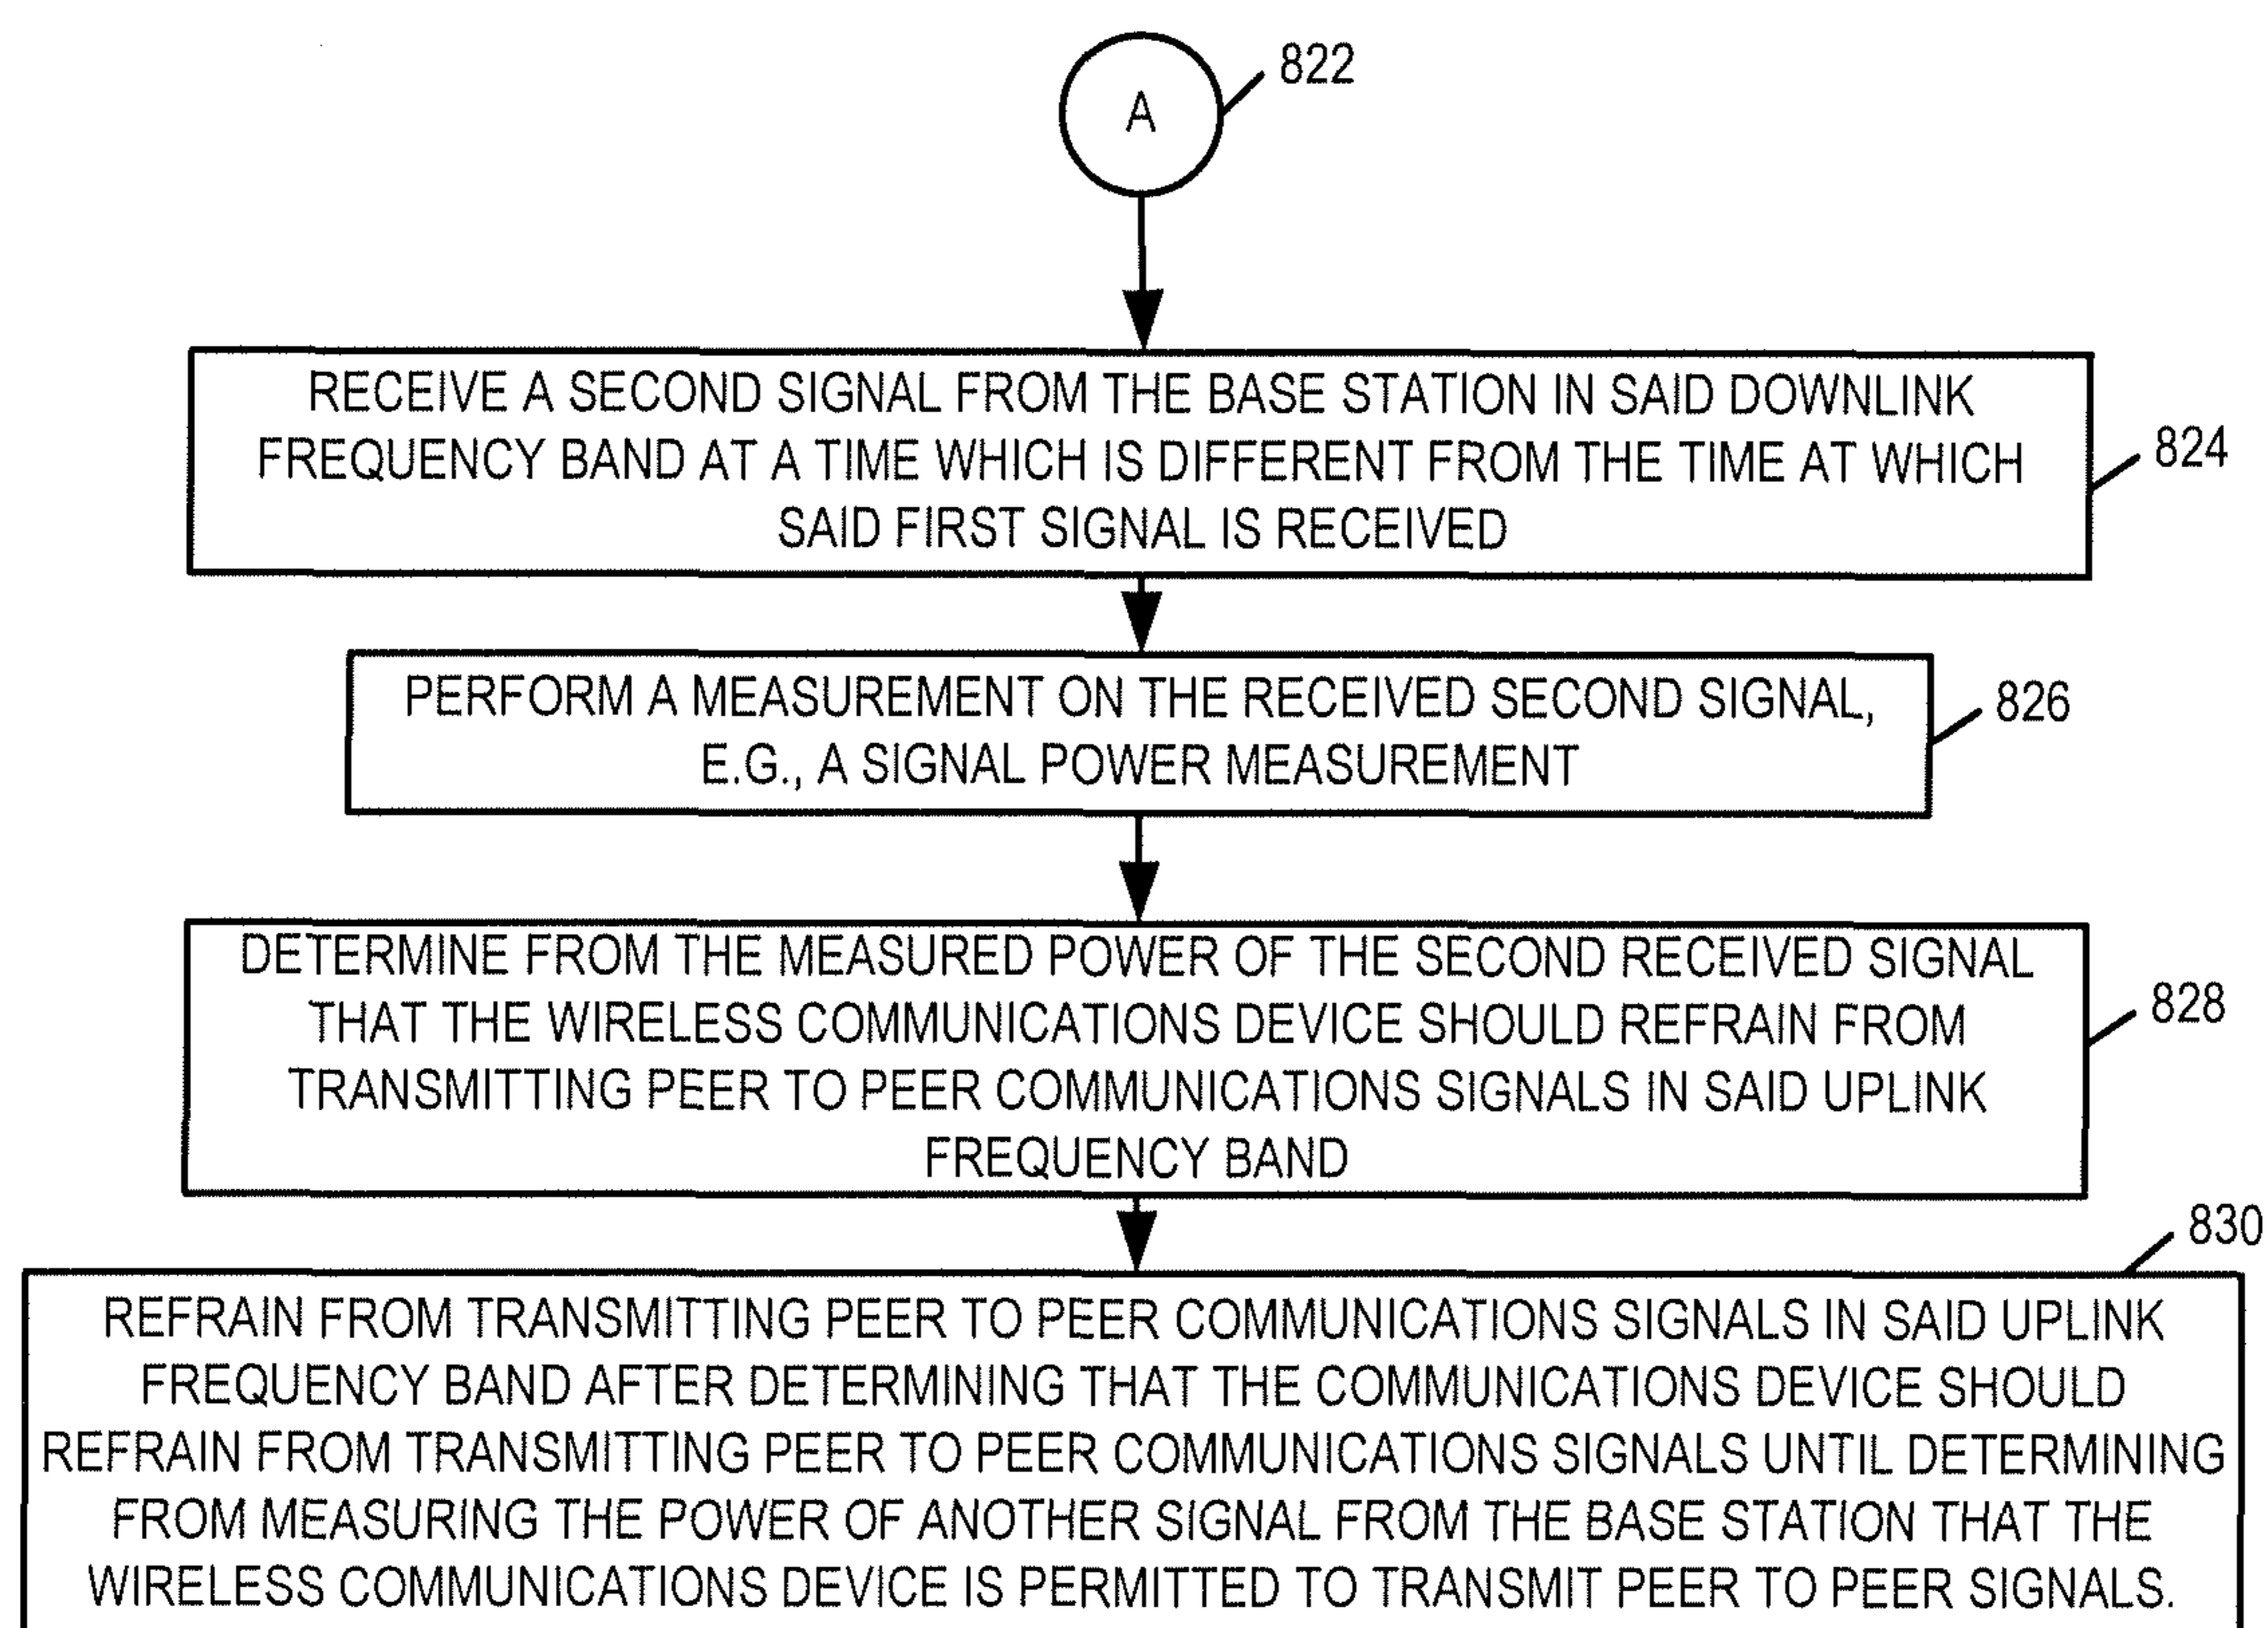 822
A
RECEIVE A SECOND SIGNAL FROM THE BASE STATION IN SAID DOWNLINK
FREQUENCY BAND AT A TIME WHICH IS DIFFERENT FROM THE TIME AT WHICH
SAID FIRST SIGNAL IS RECEIVED
824
PERFORM A MEASUREMENT ON THE RECEIVED SECOND SIGNAL,
E.G., A SIGNAL POWER MEASUREMENT
826
DETERMINE FROM THE MEASURED POWER OF THE SECOND RECEIVED SIGNAL
THAT THE WIRELESS COMMUNICATIONS DEVICE SHOULD REFRAIN FROM
TRANSMITTING PEER TO PEER COMMUNICATIONS SIGNALS IN SAID UPLINK
FREQUENCY BAND
828
830
REFRAIN FROM TRANSMITTING PEER TO PEER COMMUNICATIONS SIGNALS IN SAID UPLINK
FREQUENCY BAND AFTER DETERMINING THAT THE COMMUNICATIONS DEVICE SHOULD
REFRAIN FROM TRANSMITTING PEER TO PEER COMMUNICATIONS SIGNALS UNTIL DETERMINING
FROM MEASURING THE POWER OF ANOTHER SIGNAL FROM THE BASE STATION THAT THE
WIRELESS COMMUNICATIONS DEVICE IS PERMITTED TO TRANSMIT PEER TO PEER SIGNALS.